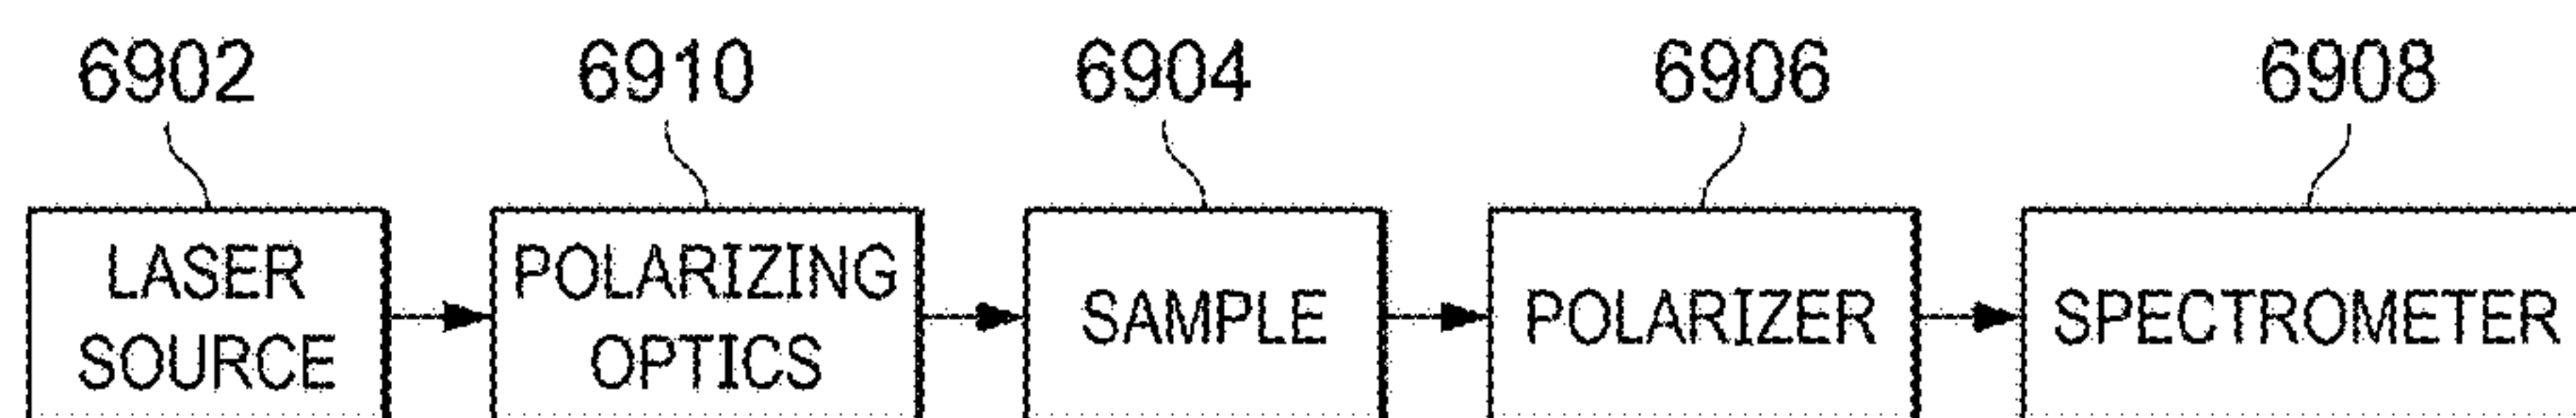 6902 6910 6904 6906 6908
LASER SOURCE
POLARIZING OPTICS
SAMPLE
POLARIZER
SPECTROMETER